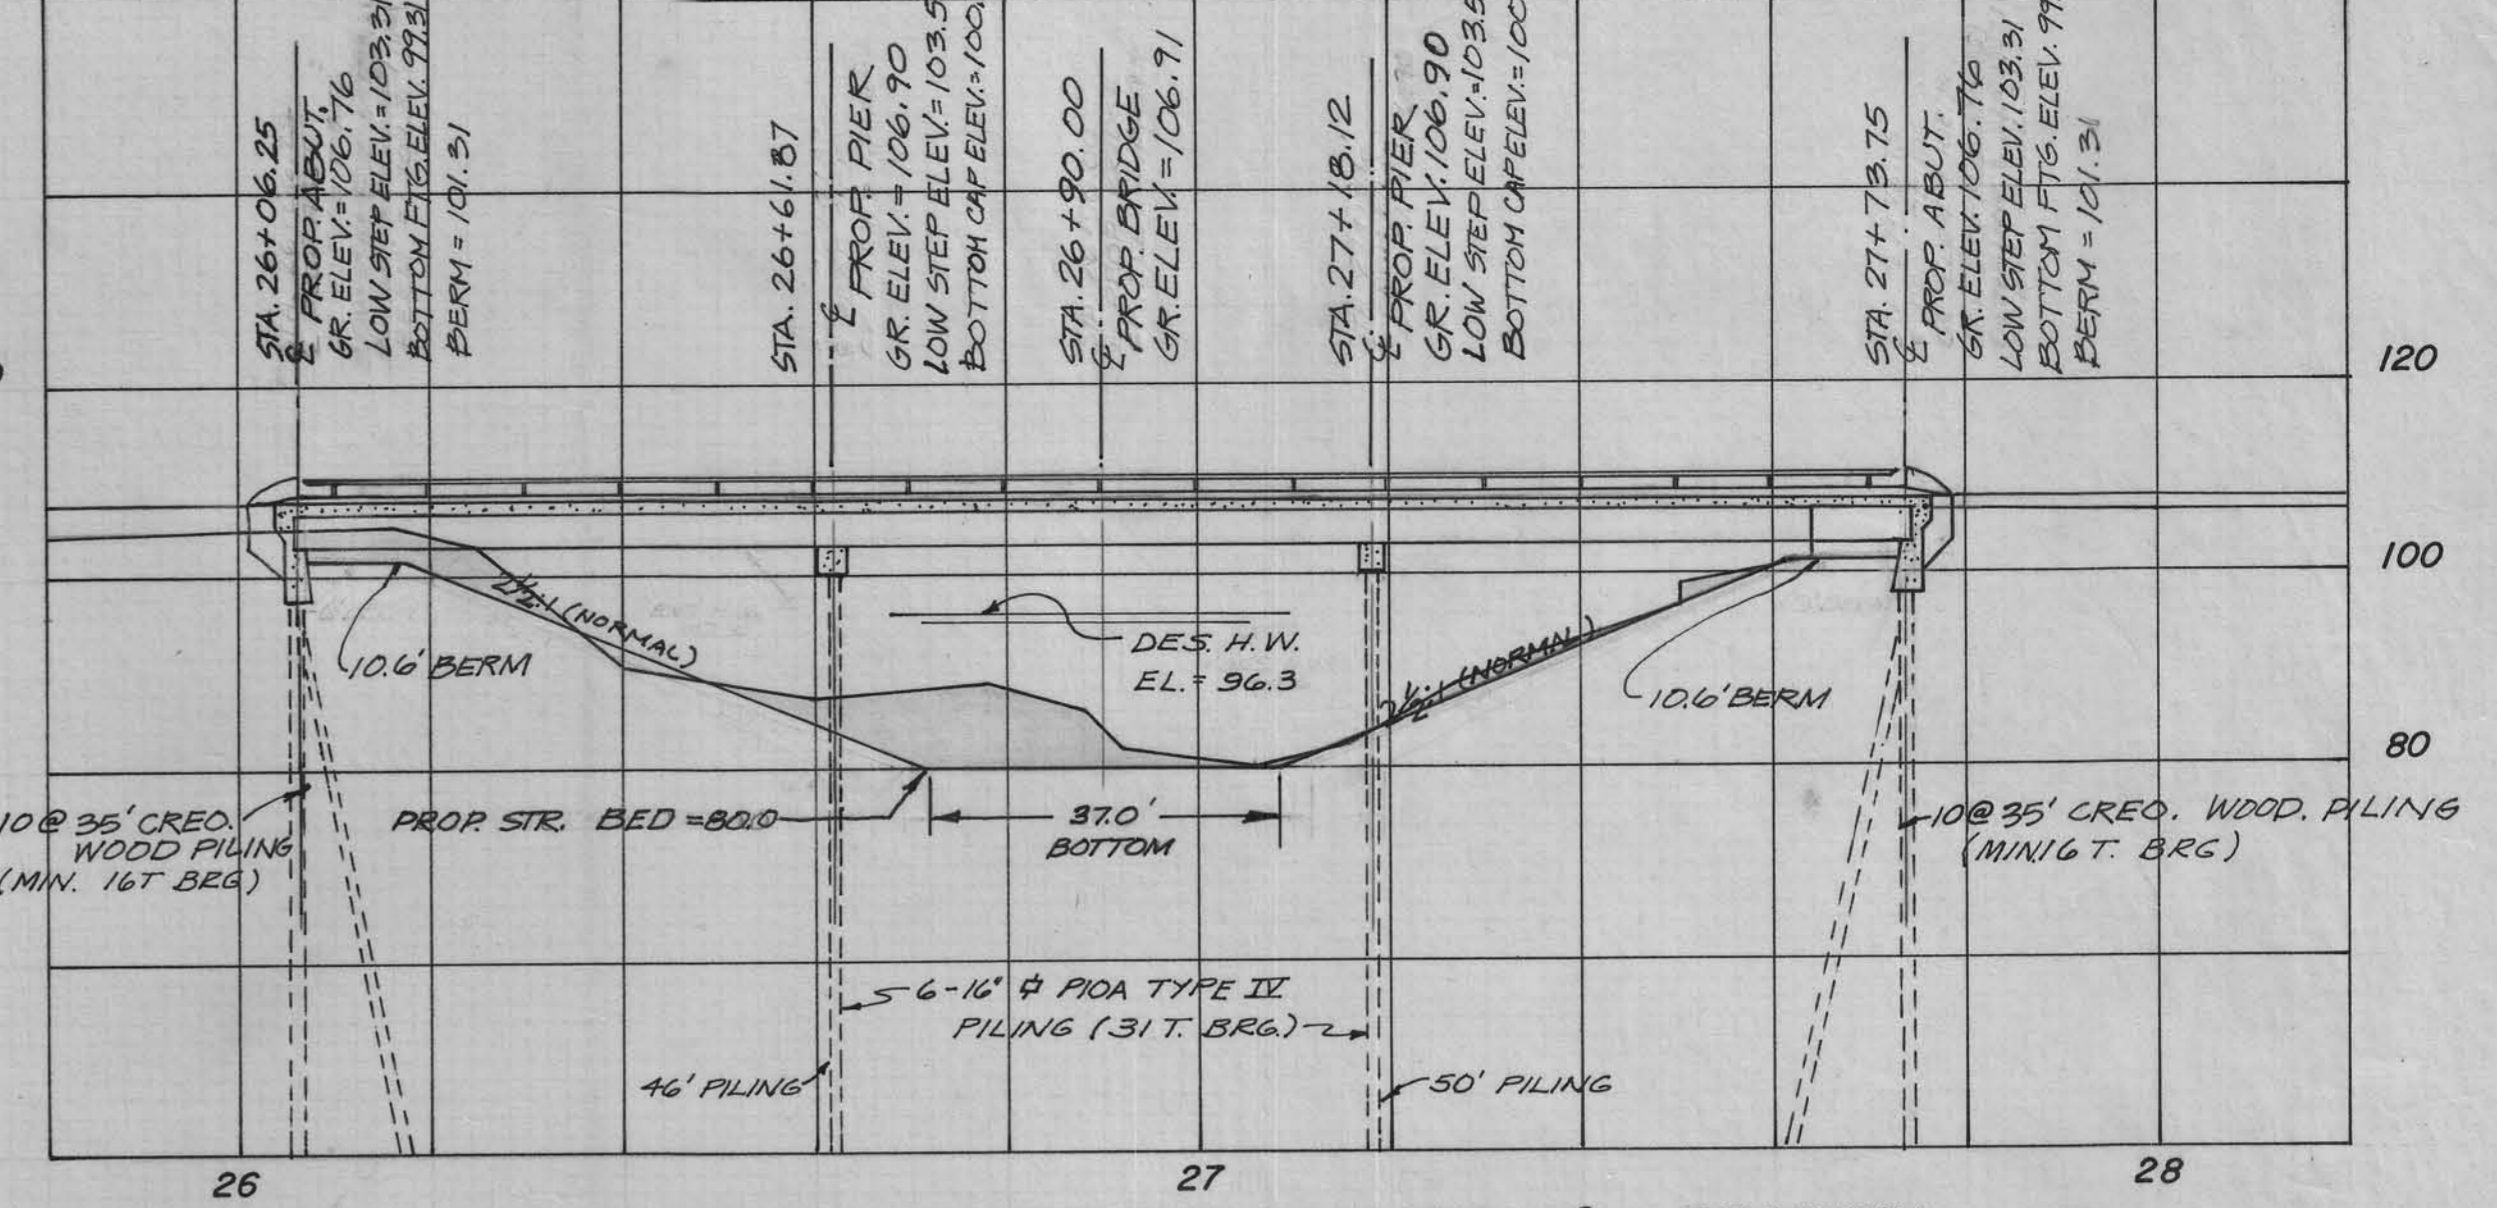 STA. 26+06.25
℄ PROP. ABUT.
GR. ELEV. = 106.76
LOW STEP ELEV. = 103.31
BOTTOM FTG. ELEV. 99.31
BERM = 101.31
STA. 26+61.87
℄ PROP. PIER
GR. ELEV. = 106.90
LOW STEP ELEV. = 103.5
BOTTOM CAP ELEV. = 100.
STA. 26+90.00
℄ PROP. BRIDGE
GR. ELEV. = 106.91
STA. 27+18.12
℄ PROP. PIER
GR. ELEV. 106.90
LOW STEP ELEV. = 103.5
BOTTOM CAP ELEV. = 100
STA. 27+73.75
℄ PROP. ABUT.
GR. ELEV. 106.76
LOW STEP ELEV. 103.31
BOTTOM FTG. ELEV. 99.
BERM = 101.31
120
100
80
2½:1 (NORMAL)
10.6' BERM
DES. H.W.
EL. = 96.3
2½:1 (NORMAL)
10.6' BERM
10 @ 35' CREO.
WOOD PILING
(MIN. 16T BRG)
PROP. STR. BED = 80.0
37.0'
BOTTOM
10 @ 35' CREO. WOOD. PILING
(MIN. 16 T. BRG)
6-16" ⌀ P10A TYPE IV
PILING (31 T. BRG.)
46' PILING
50' PILING
26
27
28